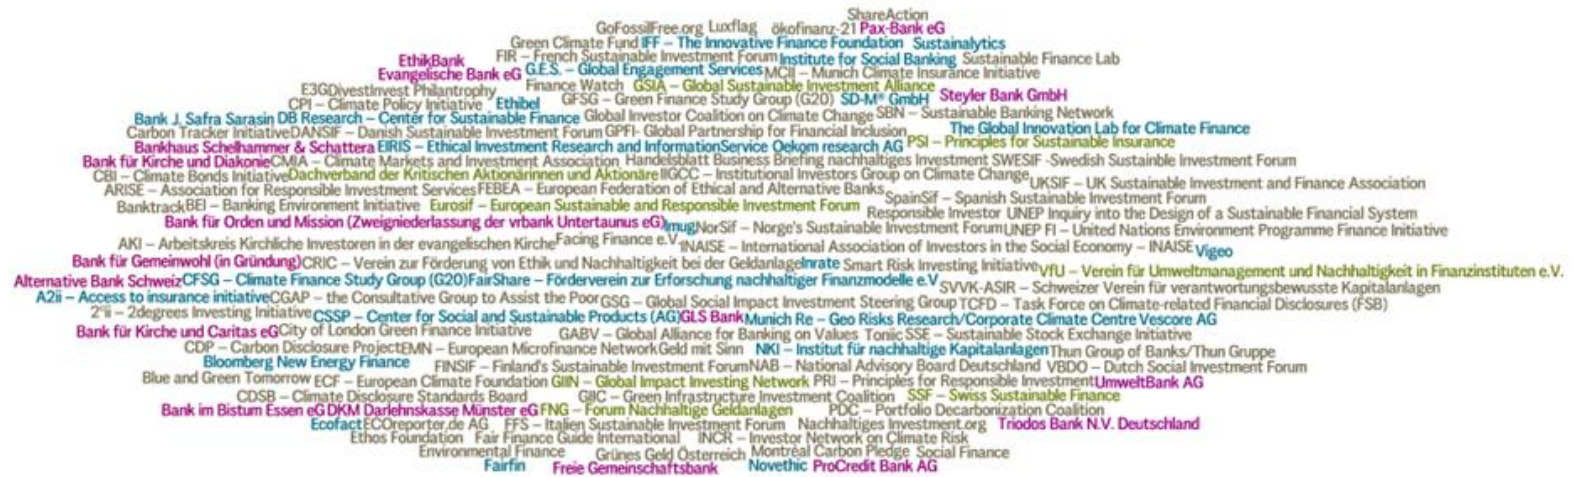 ShareAction
GoFossilFree.org Luxflag ökofinanz-21 Pax-Bank eG
Green Climate Fund IFF – The Innovative Finance Foundation Sustainalytics
EthikBank FIR – French Sustainable Investment Forum Institute for Social Banking Sustainable Finance Lab
Evangelische Bank eG G.E.S. – Global Engagement Services MCII – Munich Climate Insurance Initiative
E3G DivestInvest Philantrophy Finance Watch GSIA – Global Sustainable Investment Alliance
CPI – Climate Policy Initiative Ethibel GFSG – Green Finance Study Group (G20) SD-M® GmbH Steyler Bank GmbH
Bank J. Safra Sarasin DB Research – Center for Sustainable Finance Global Investor Coalition on Climate Change SBN – Sustainable Banking Network
Carbon Tracker Initiative DANSIF – Danish Sustainable Investment Forum GPFI- Global Partnership for Financial Inclusion The Global Innovation Lab for Climate Finance
Bankhaus Schelhammer & Schattera EIRIS – Ethical Investment Research and InformationService Oekom research AG PSI – Principles for Sustainable Insurance
Bank für Kirche und Diakonie CMIA – Climate Markets and Investment Association Handelsblatt Business Briefing nachhaltiges Investment SWESIF -Swedish Sustainble Investment Forum
CBI – Climate Bonds Initiative Dachverband der Kritischen Aktionärinnen und Aktionäre IIGCC – Institutional Investors Group on Climate Change UKSIF – UK Sustainable Investment and Finance Association
ARISE – Association for Responsible Investment Services FEBEA – European Federation of Ethical and Alternative Banks SpainSif – Spanish Sustainable Investment Forum
Banktrack BEI – Banking Environment Initiative Eurosif – European Sustainable and Responsible Investment Forum Responsible Investor UNEP Inquiry into the Design of a Sustainable Financial System
Bank für Orden und Mission (Zweigniederlassung der vrbank Untertaunus eG) Imug NorSif – Norge's Sustainable Investment Forum UNEP FI – United Nations Environment Programme Finance Initiative
AKI – Arbeitskreis Kirchliche Investoren in der evangelischen Kirche Facing Finance e.V. INAISE – International Association of Investors in the Social Economy – INAISE Vigeo
Bank für Gemeinwohl (in Gründung) CRIC – Verein zur Förderung von Ethik und Nachhaltigkeit bei der Geldanlage Inrate Smart Risk Investing Initiative VfU – Verein für Umweltmanagement und Nachhaltigkeit in Finanzinstituten e.V.
Alternative Bank Schweiz CFSG – Climate Finance Study Group (G20) FairShare – Förderverein zur Erforschung nachhaltiger Finanzmodelle e.V SVVK-ASIR – Schweizer Verein für verantwortungsbewusste Kapitalanlagen
A2ii – Access to insurance initiative CGAP – the Consultative Group to Assist the Poor GSG – Global Social Impact Investment Steering Group TCFD – Task Force on Climate-related Financial Disclosures (FSB)
2°ii – 2degrees Investing Initiative CSSP – Center for Social and Sustainable Products (AG) GLS Bank Munich Re – Geo Risks Research/Corporate Climate Centre Vescore AG
Bank für Kirche und Caritas eG City of London Green Finance Initiative GABV – Global Alliance for Banking on Values Toniic SSE – Sustainable Stock Exchange Initiative
CDP – Carbon Disclosure Project EMN – European Microfinance Network Geld mit Sinn NKI – Institut für nachhaltige Kapitalanlagen Thun Group of Banks/Thun Gruppe
Bloomberg New Energy Finance FINSIF – Finland's Sustainable Investment Forum NAB – National Advisory Board Deutschland VBDO – Dutch Social Investment Forum
Blue and Green Tomorrow ECF – European Climate Foundation GIIN – Global Impact Investing Network PRI – Principles for Responsible Investment UmweltBank AG
CDSB – Climate Disclosure Standards Board GIIC – Green Infrastructure Investment Coalition SSF – Swiss Sustainable Finance
Bank im Bistum Essen eG DKM Darlehnskasse Münster eG FNG – Forum Nachhaltige Geldanlagen PDC – Portfolio Decarbonization Coalition
Ecofact ECOreporter.de AG FFS – Italien Sustainable Investment Forum Nachhaltiges Investment.org Triodos Bank N.V. Deutschland
Ethos Foundation Fair Finance Guide International INCR – Investor Network on Climate Risk
Environmental Finance Grünes Geld Österreich Montrèal Carbon Pledge Social Finance
Fairfin Freie Gemeinschaftsbank Novethic ProCredit Bank AG